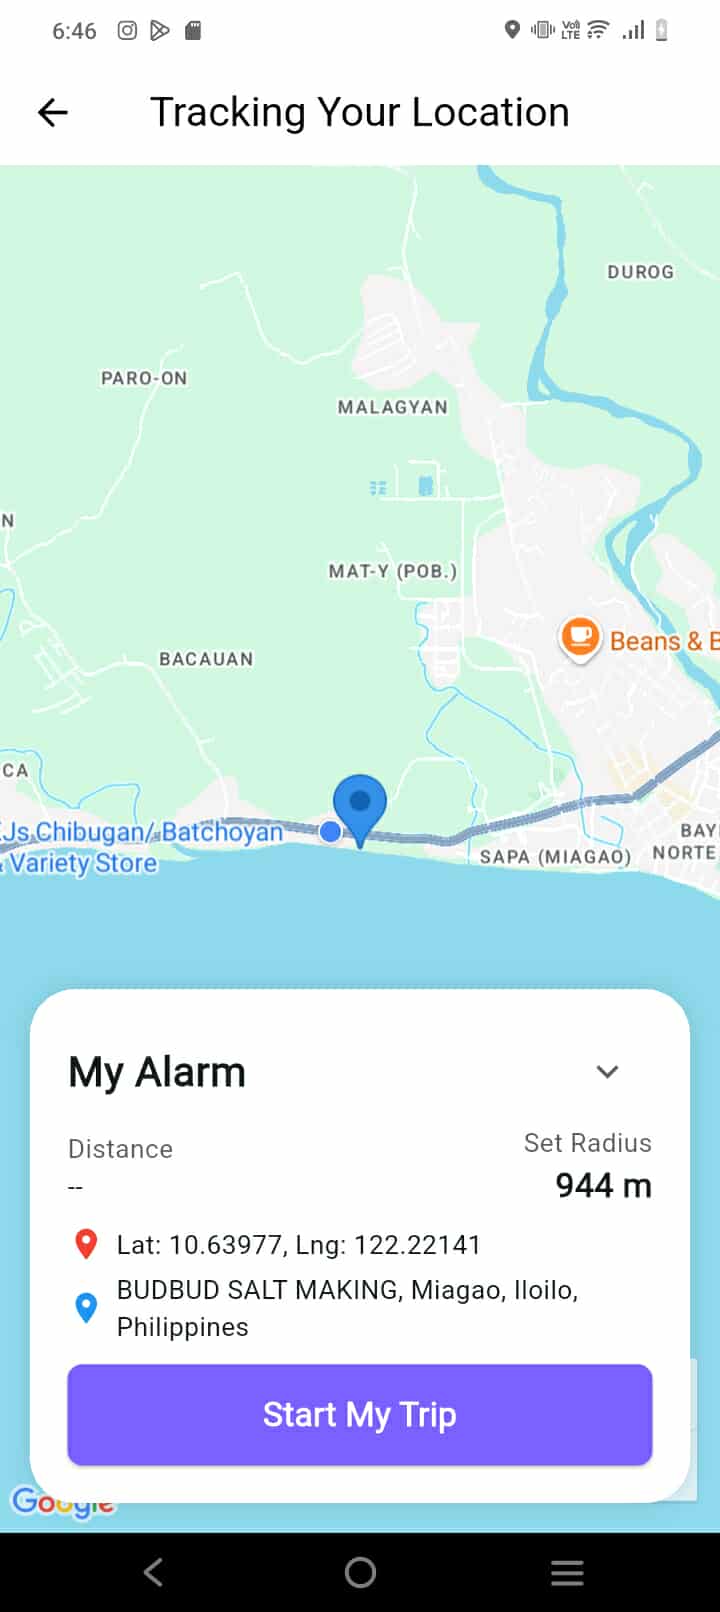 6:46
Vo))
LTE
Tracking Your Location
DUROG
PARO-ON
MALAGYAN
N
MAT-Y (POB.)
Beans & B
BACAUAN
CA
Js Chibugan/ Batchoyan
Variety Store
BAY
NORTE
SAPA (MIAGAO)
My Alarm
Distance
--
Set Radius
944 m
Lat: 10.63977, Lng: 122.22141
BUDBUD SALT MAKING, Miagao, Iloilo,
Philippines
Start My Trip
Google